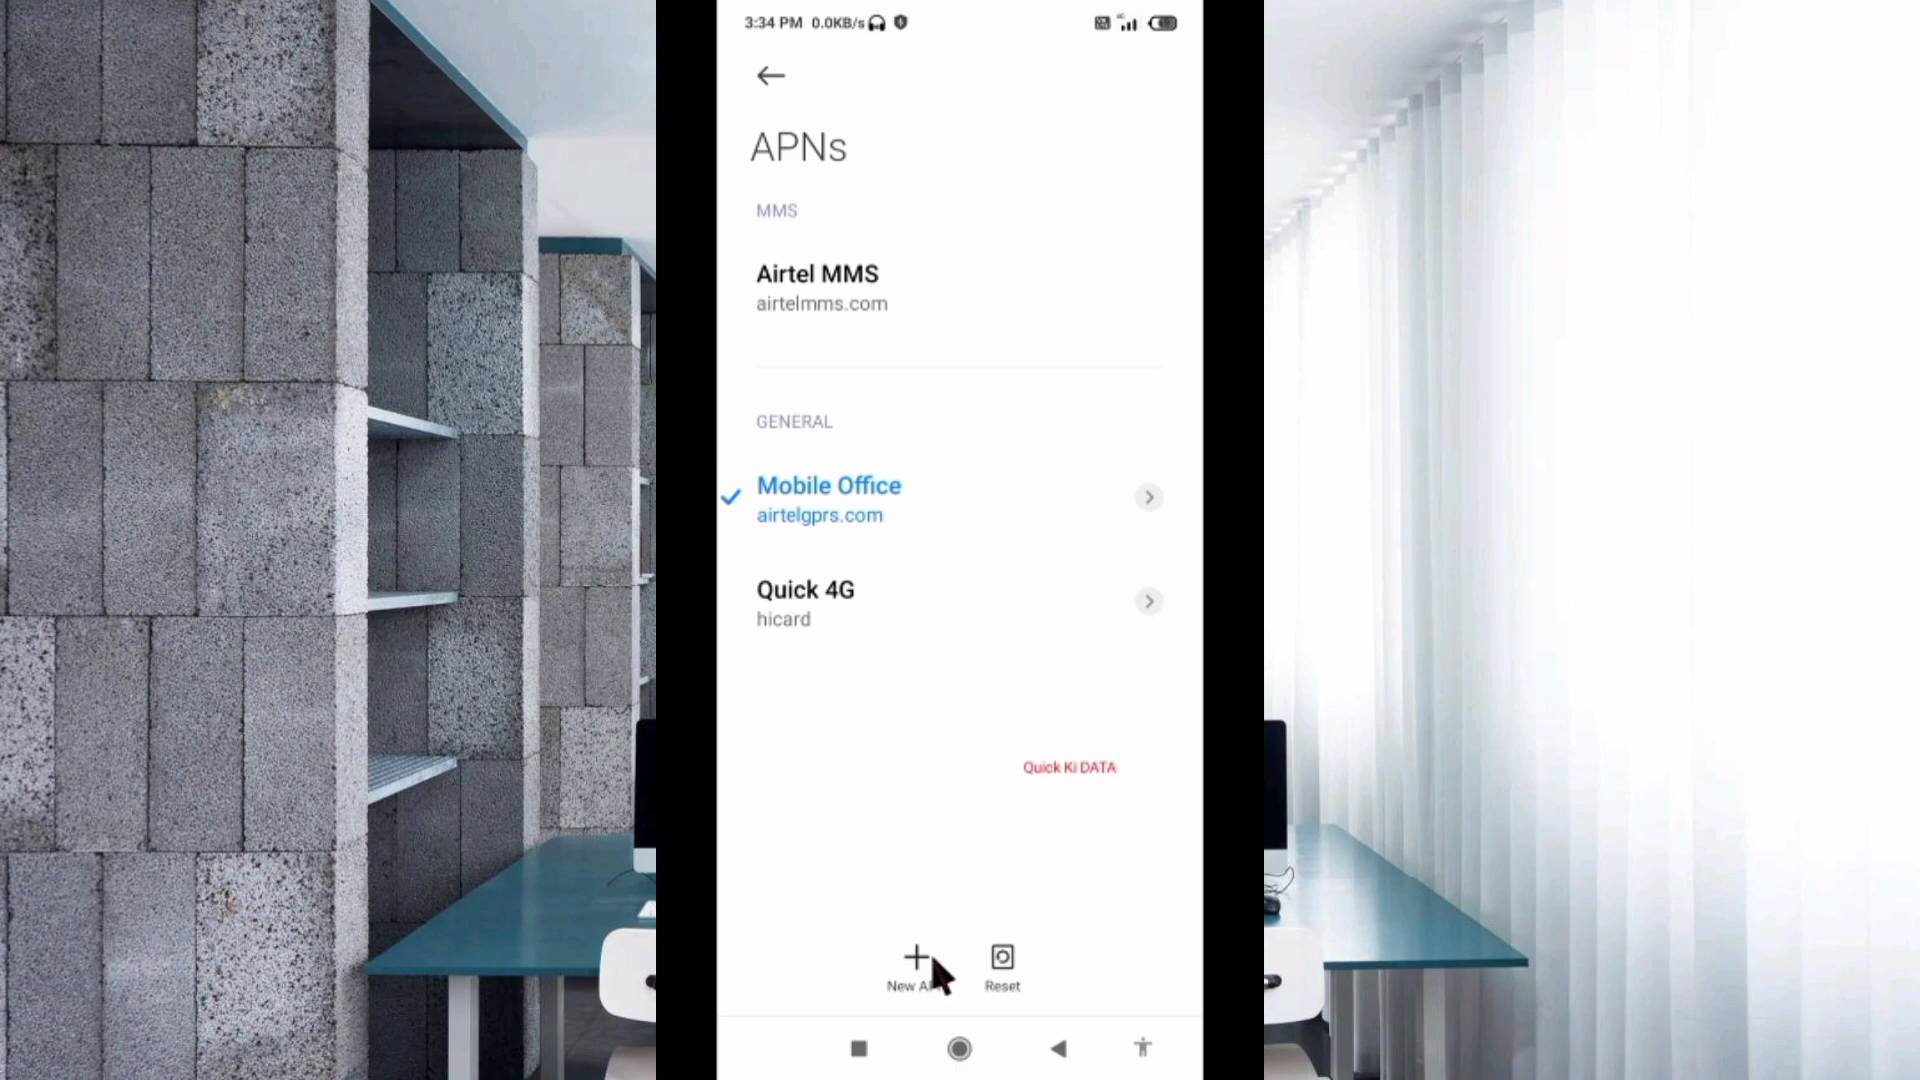 3:34 PM 0.0KB/s
APNs
MMS
Airtel MMS
airtelmms.com
GENERAL
Mobile Office
airtelgprs.com
Quick 4G
hicard
Quick Ki DATA
New
Reset